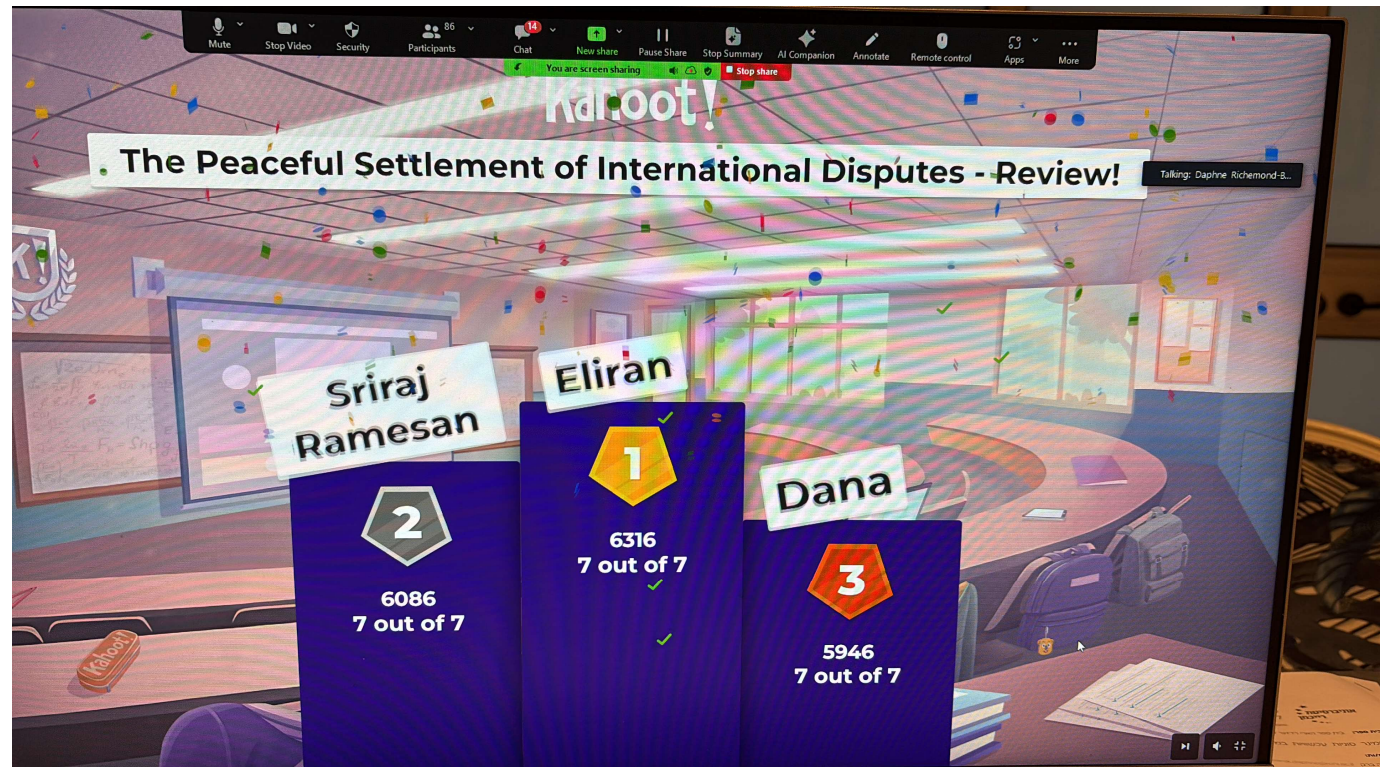 86
14
Mute
Stop Video
Security
Participants
Chat
New share
Pause Share
Stop Summary
AI Companion
Annotate
Remote control
Apps
More
You are screen sharing
Stop share
Kahoot!
The Peaceful Settlement of International Disputes - Review!
Talking: Daphne Richemond-B...
K!
Sriraj
Ramesan
Eliran
Dana
2
6086
7 out of 7
1
6316
7 out of 7
3
5946
7 out of 7
Kahoot!
אוניברסיטת
רייכמן